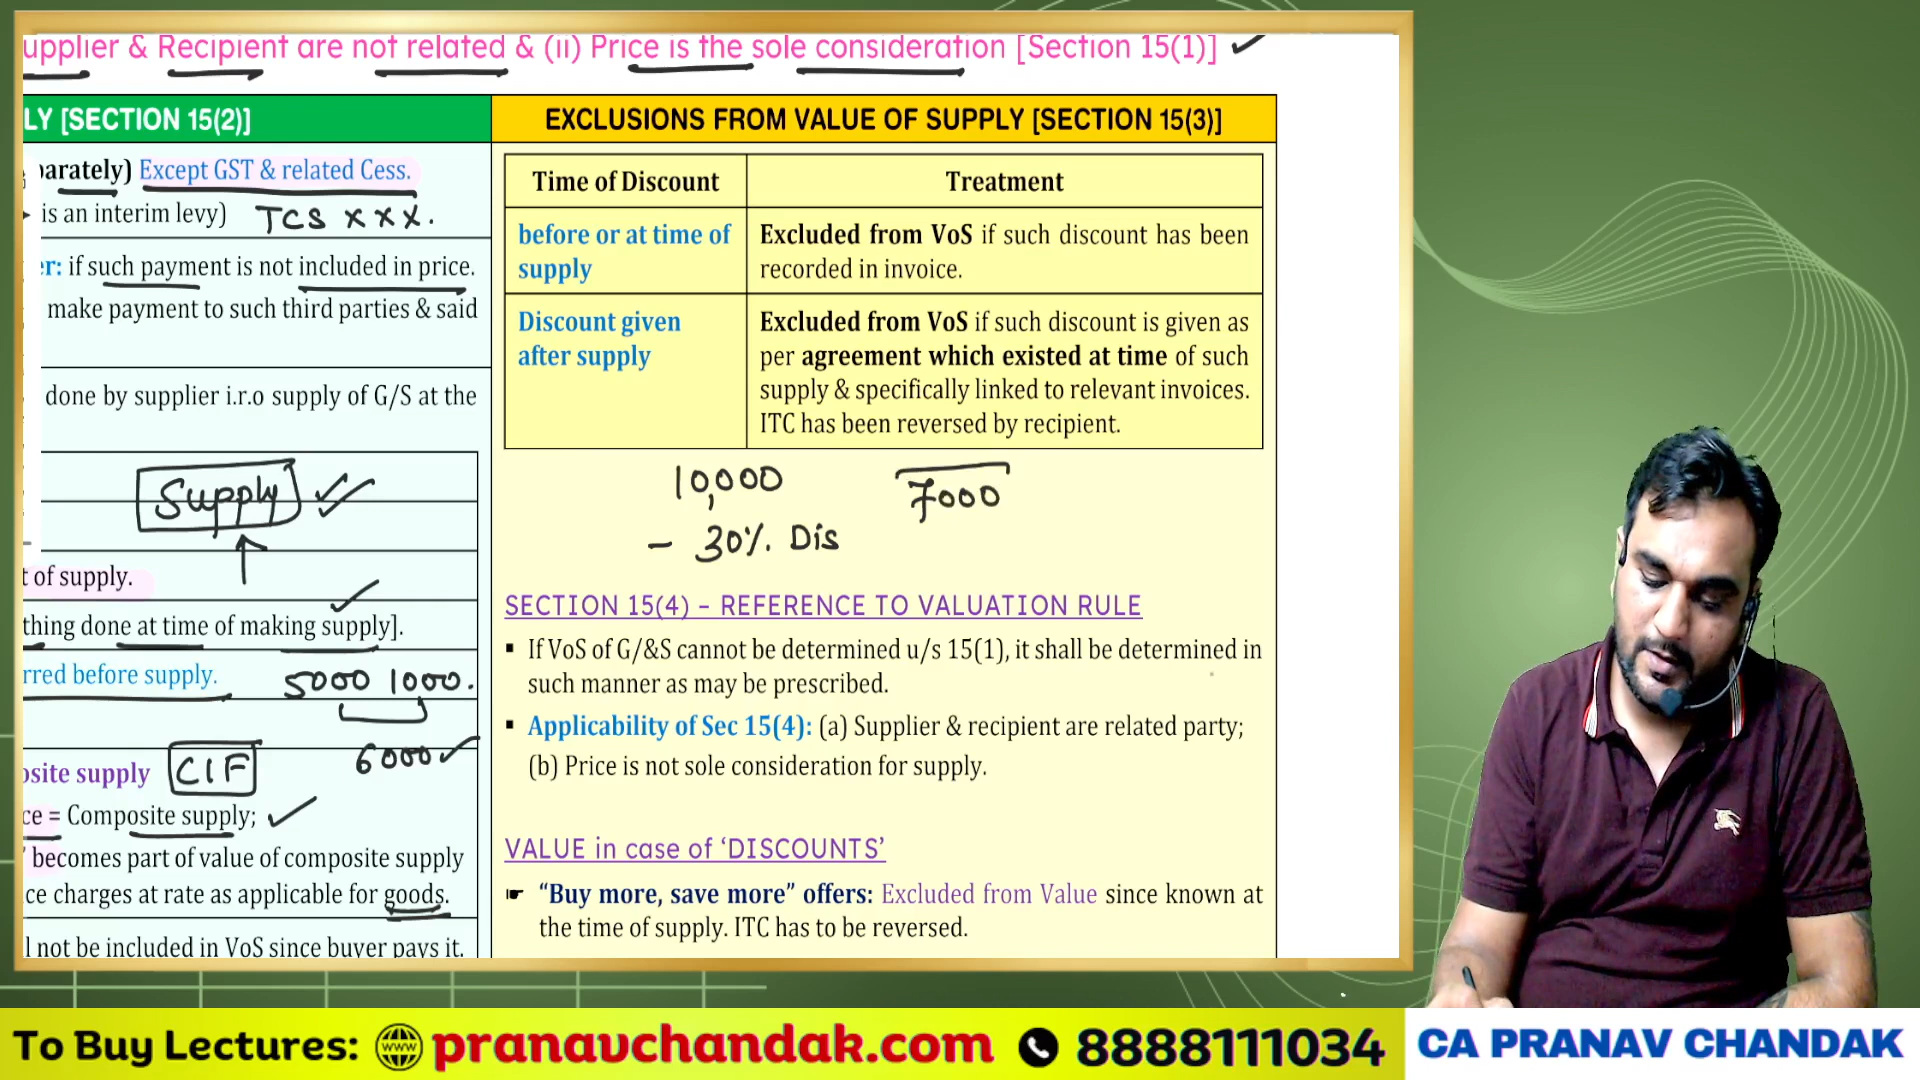 upplier & Recipient are not related & (ii) Price is the sole consideration [Section 15(1)]
LY [SECTION 15(2)]
parately) Except GST & related Cess.
is an interim levy) TCS x x x.
er: if such payment is not included in price.
make payment to such third parties & said
done by supplier i.r.o supply of G/S at the
Supply
t of supply.
thing done at time of making supply].
rred before supply. 5000 1000.
6000
osite supply CIF
ce = Composite supply;
becomes part of value of composite supply
ce charges at rate as applicable for goods.
l not be included in VoS since buyer pays it.
EXCLUSIONS FROM VALUE OF SUPPLY [SECTION 15(3)]
Time of Discount Treatment
before or at time of supply
Excluded from VoS if such discount has been
recorded in invoice.
Discount given
after supply
Excluded from VoS if such discount is given as
per agreement which existed at time of such
supply & specifically linked to relevant invoices.
ITC has been reversed by recipient.
10,000 7000
- 30%. Dis
SECTION 15(4) – REFERENCE TO VALUATION RULE
▪ If VoS of G/&S cannot be determined u/s 15(1), it shall be determined in
such manner as may be prescribed.
▪ Applicability of Sec 15(4): (a) Supplier & recipient are related party;
(b) Price is not sole consideration for supply.
VALUE in case of ‘DISCOUNTS’
☛ “Buy more, save more” offers: Excluded from Value since known at
the time of supply. ITC has to be reversed.
To Buy Lectures: www pranavchandak.com 8888111034 CA PRANAV CHANDAK